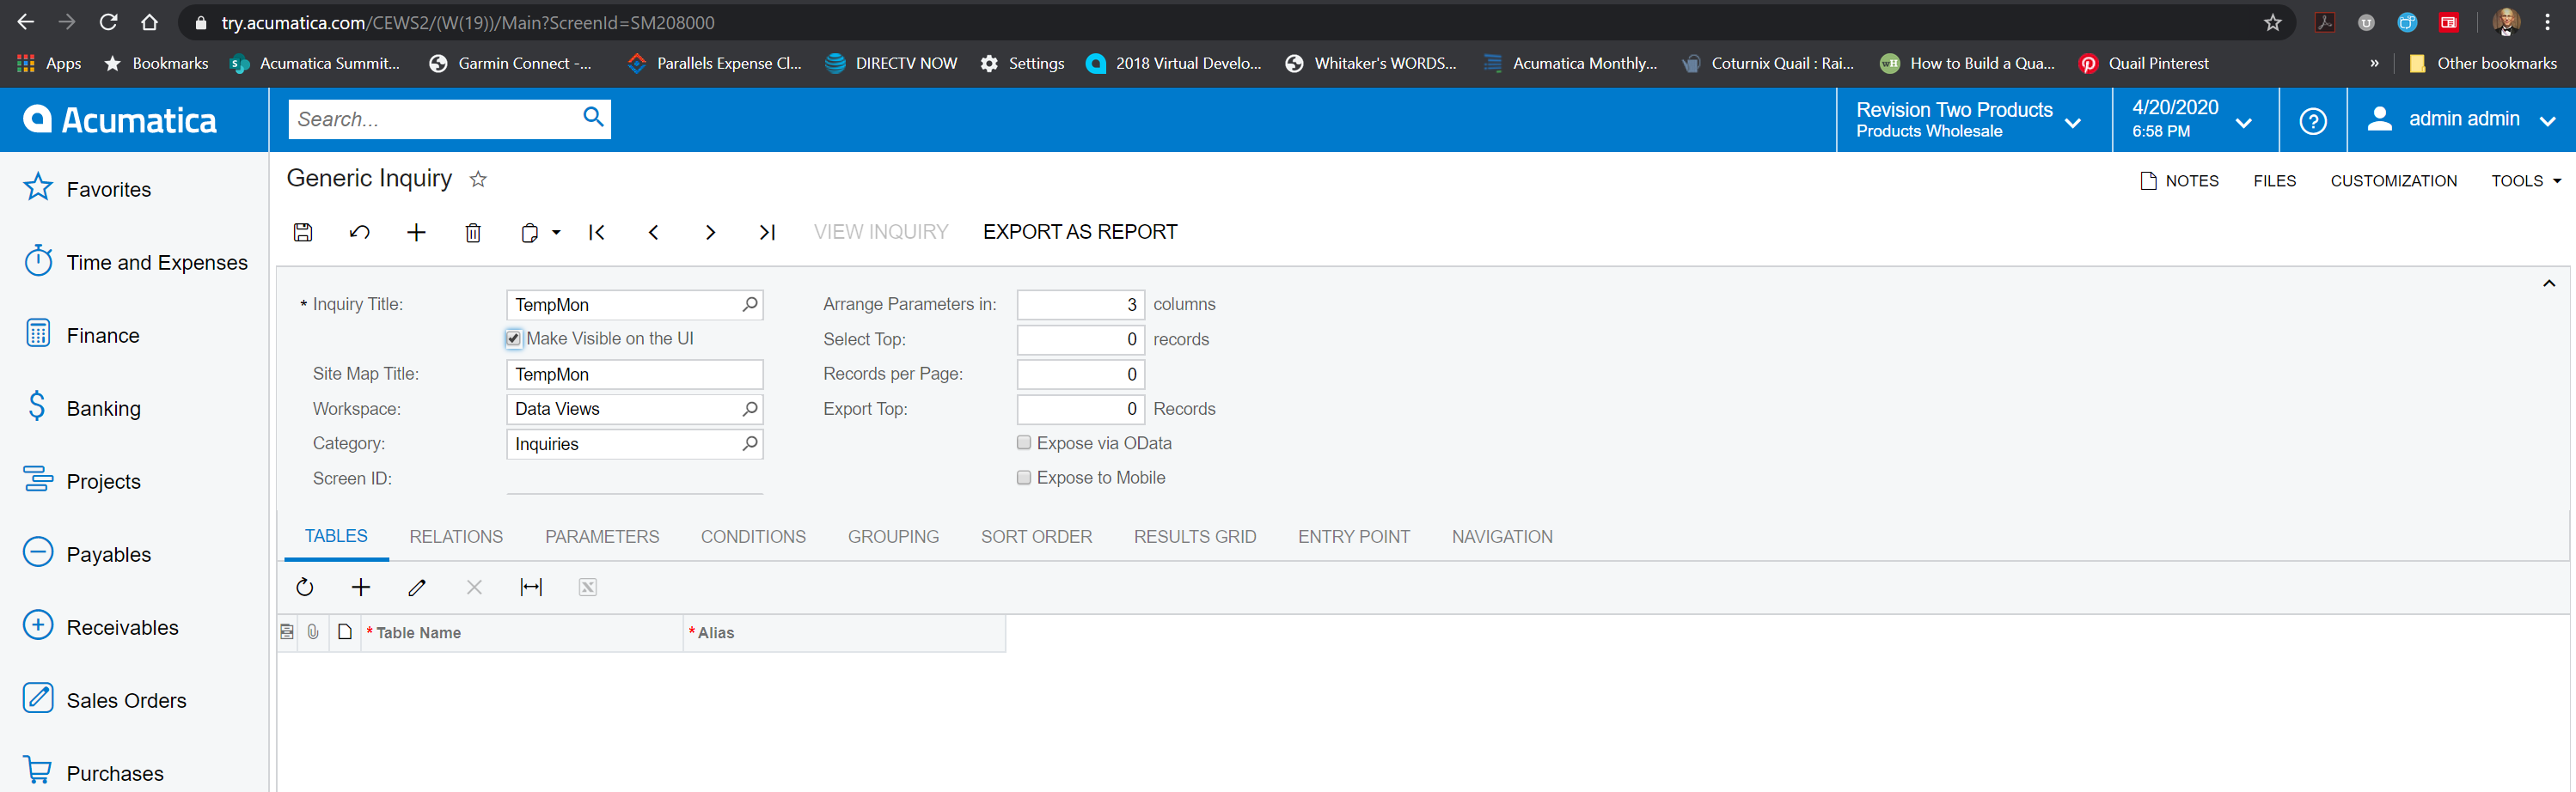 try.acumatica.com/CEWS2/(W(19))/Main?ScreenId=SM208000
Apps Bookmarks Acumatica Summit... Garmin Connect -... Parallels Expense Cl... DIRECTV NOW Settings 2018 Virtual Develo... Whitaker's WORDS... Acumatica Monthly... Coturnix Quail : Rai... How to Build a Qua... Quail Pinterest » Other bookmarks
Acumatica
Search...
Revision Two Products
Products Wholesale
4/20/2020
6:58 PM
?
admin admin
Favorites
Time and Expenses
Finance
Banking
Projects
Payables
Receivables
Sales Orders
Purchases
Generic Inquiry
NOTES FILES CUSTOMIZATION TOOLS
VIEW INQUIRY EXPORT AS REPORT
* Inquiry Title: TempMon
Make Visible on the UI
Site Map Title: TempMon
Workspace: Data Views
Category: Inquiries
Screen ID:
Arrange Parameters in: 3 columns
Select Top: 0 records
Records per Page: 0
Export Top: 0 Records
Expose via OData
Expose to Mobile
TABLES RELATIONS PARAMETERS CONDITIONS GROUPING SORT ORDER RESULTS GRID ENTRY POINT NAVIGATION
* Table Name * Alias